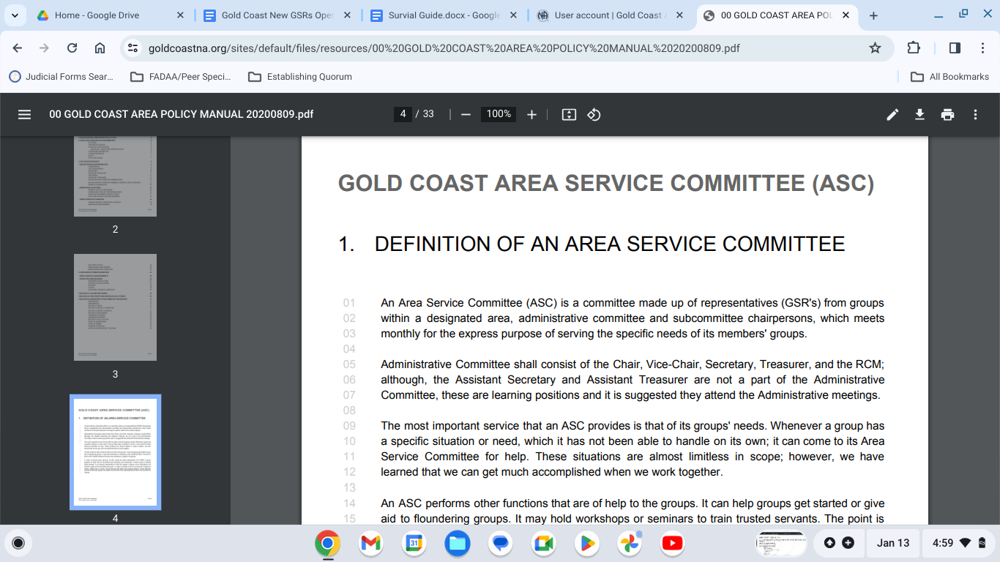 Home - Google Drive
Gold Coast New GSRs Oper
Survial Guide.docx - Google
User account | Gold Coast A
00 GOLD COAST AREA POL
goldcoastna.org/sites/default/files/resources/00%20GOLD%20COAST%20AREA%20POLICY%20MANUAL%2020200809.pdf
Judicial Forms Sear...
FADAA/Peer Speci...
Establishing Quorum
All Bookmarks
00 GOLD COAST AREA POLICY MANUAL 20200809.pdf
4 / 33
100%
2
3
GOLD COAST AREA SERVICE COMMITTEE (ASC)
1. DEFINITION OF AN AREA SERVICE COMMITTEE
4
GOLD COAST AREA SERVICE COMMITTEE (ASC)
1. DEFINITION OF AN AREA SERVICE COMMITTEE
01 An Area Service Committee (ASC) is a committee made up of representatives (GSR's) from groups
02 within a designated area, administrative committee and subcommittee chairpersons, which meets
03 monthly for the express purpose of serving the specific needs of its members' groups.
04
05 Administrative Committee shall consist of the Chair, Vice-Chair, Secretary, Treasurer, and the RCM;
06 although, the Assistant Secretary and Assistant Treasurer are not a part of the Administrative
07 Committee, these are learning positions and it is suggested they attend the Administrative meetings.
08
09 The most important service that an ASC provides is that of its groups' needs. Whenever a group has
10 a specific situation or need, which it has not been able to handle on its own; it can come to its Area
11 Service Committee for help. These situations are almost limitless in scope; however, we have
12 learned that we can get much accomplished when we work together.
13
14 An ASC performs other functions that are of help to the groups. It can help groups get started or give
15 aid to floundering groups. It may hold workshops or seminars to train trusted servants. The point is
31
Jan 13
4:59